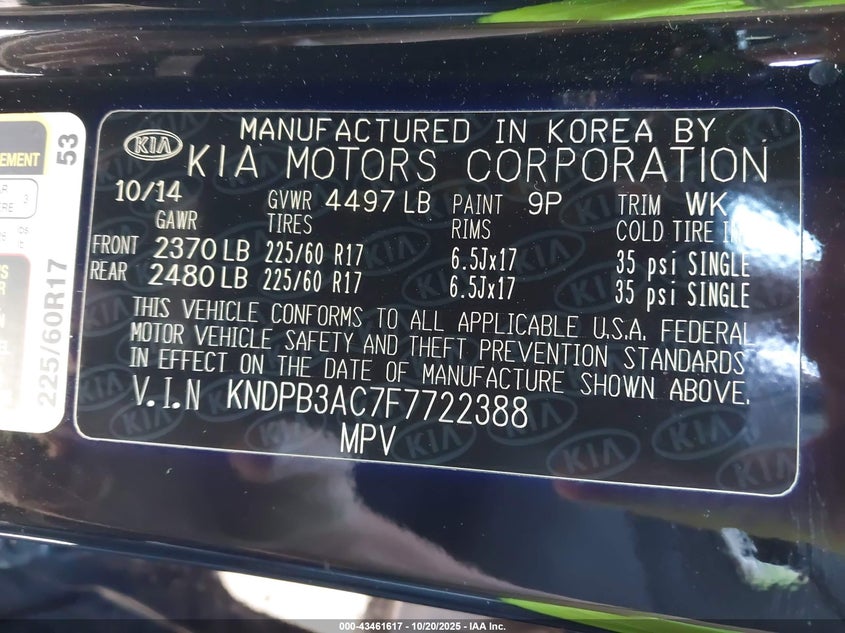 MANUFACTURED IN KOREA BY
KIA KIA MOTORS CORPORATION
10/14 GVWR 4497 LB PAINT 9P TRIM WK
GAWR TIRES RIMS COLD TIRE
FRONT 2370 LB 225/60 R17 6.5Jx17 35 psi SINGLE
REAR 2480 LB 225/60 R17 6.5Jx17 35 psi SINGLE
THIS VEHICLE CONFORMS TO ALL APPLICABLE U.S.A. FEDERAL
MOTOR VEHICLE SAFETY AND THEFT PREVENTION STANDARDS
IN EFFECT ON THE DATE OF MANUFACTURE SHOWN ABOVE.
V.I.N KNDPB3AC7F7722388
MPV
53
225/60R17
000-43461617 - 10/20/2025 - IAA Inc.